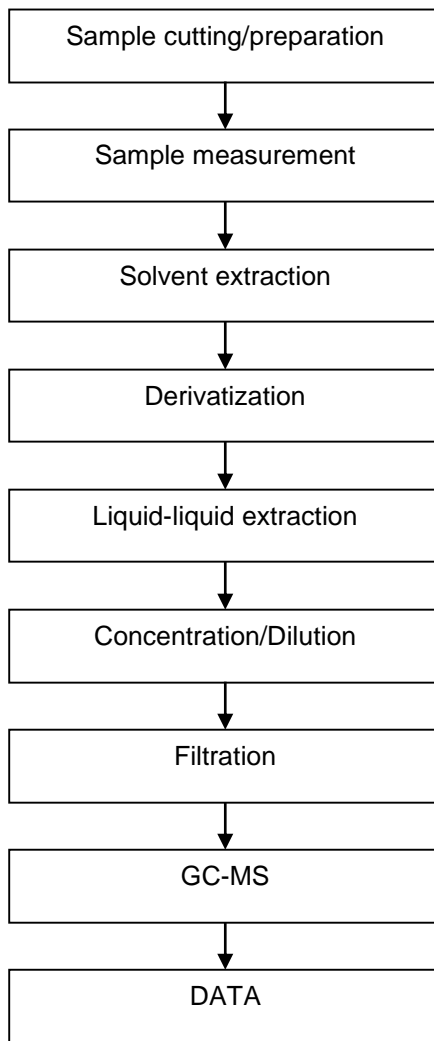 Sample cutting/preparation
Sample measurement
Solvent extraction
Derivatization
Liquid-liquid extraction
Concentration/Dilution
Filtration
GC-MS
DATA